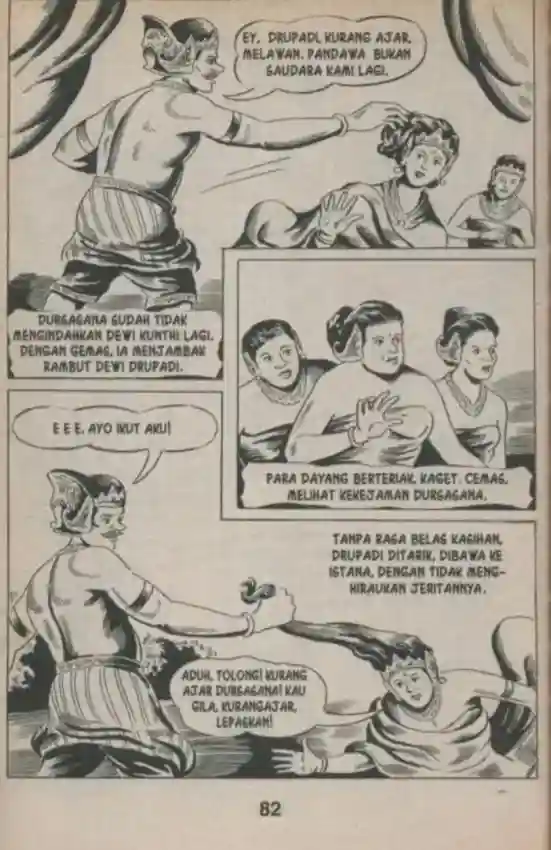 EY, DRUPADI, KURANG AJAR,
MELAWAN. PANDAWA BUKAN
SAUDARA KAMI LAGI.
DURSASANA SUDAH TIDAK
MENGINDAHKAN DEWI KUNTHI LAGI.
DENGAN GEMAS, IA MENJAMBAK
RAMBUT DEWI DRUPADI.
PARA DAYANG BERTERIAK, KAGET, CEMAS,
MELIHAT KEKEJAMAN DURSASANA.
E E E, AYO IKUT AKU!
TANPA RASA BELAS KASIHAN,
DRUPADI DITARIK, DIBAWA KE
ISTANA, DENGAN TIDAK MENG-
HIRAUKAN JERITANNYA.
ADUH, TOLONG! KURANG
AJAR DURSASANA! KAU
GILA, KURANGAJAR,
LEPASKAN!
82